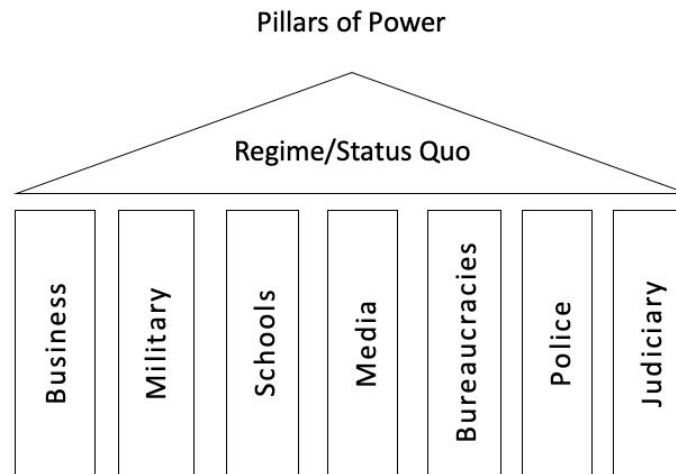 Pillars of Power
Regime/Status Quo
Business
Military
Schools
Media
Bureaucracies
Police
Judiciary